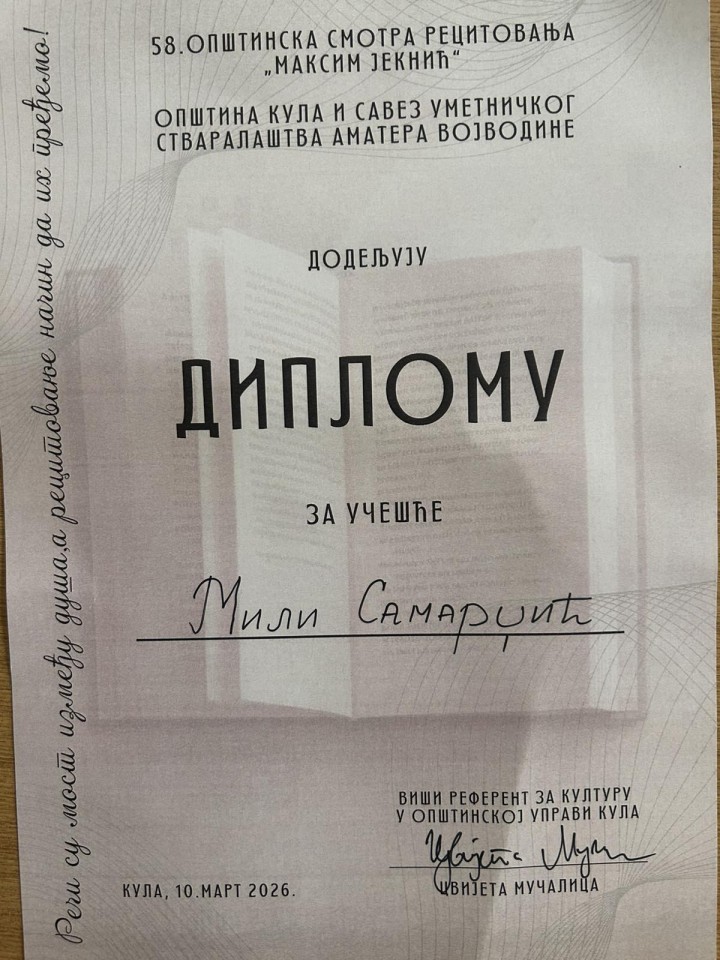 58.ОПШТИНСКА СМОТРА РЕЦИТОВАЊА
„МАКСИМ ЈЕКНИЋ“
ОПШТИНА КУЛА И САВЕЗ УМЕТНИЧКОГ
СТВАРАЛАШТВА АМАТЕРА ВОЈВОДИНЕ
ДОДЕЉУЈУ
ДИПЛОМУ
ЗА УЧЕШЋЕ
Мили Самарџић
ВИШИ РЕФЕРЕНТ ЗА КУЛТУРУ
У ОПШТИНСКОЈ УПРАВИ КУЛА
ЦВИЈЕТА МУЧАЛИЦА
КУЛА, 10.МАРТ 2026.
Речи су мост између душа,а рецитовање начин да их пређемо!